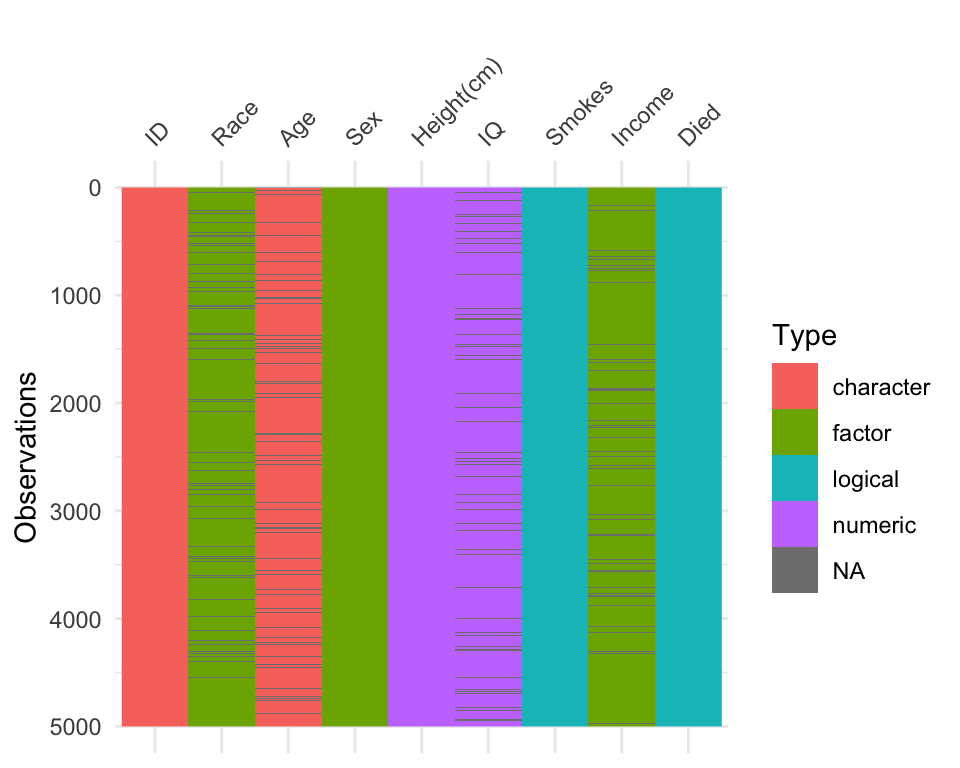 ID
Race
Age
Sex
Height(cm)
IQ
Smokes
Income
Died
Observations
0
1000
2000
3000
4000
5000
Type
character
factor
logical
numeric
NA